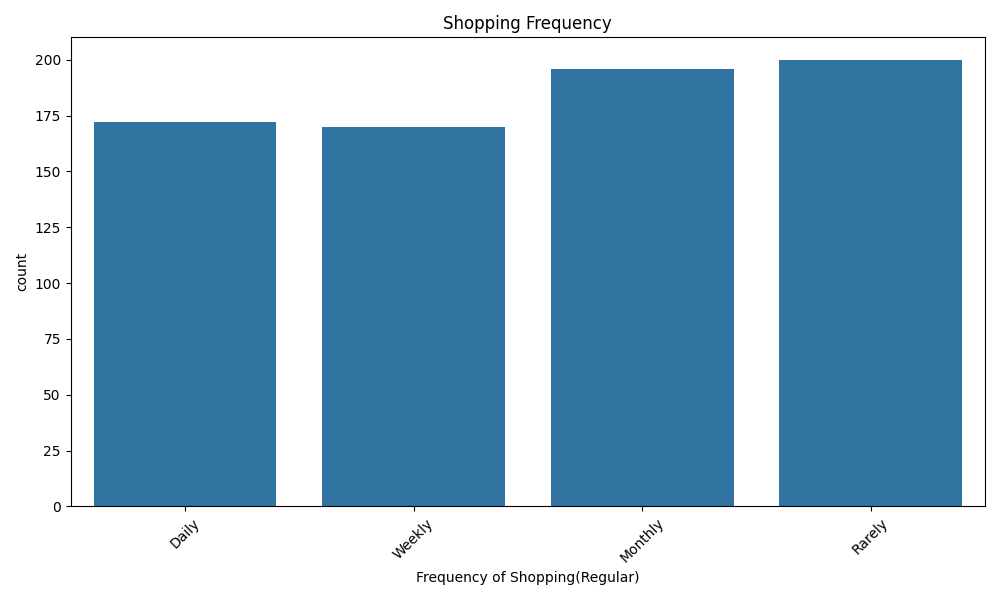 Shopping Frequency
200
175
150
125
100
75
50
25
0
count
Daily
Weekly
Monthly
Rarely
Frequency of Shopping(Regular)